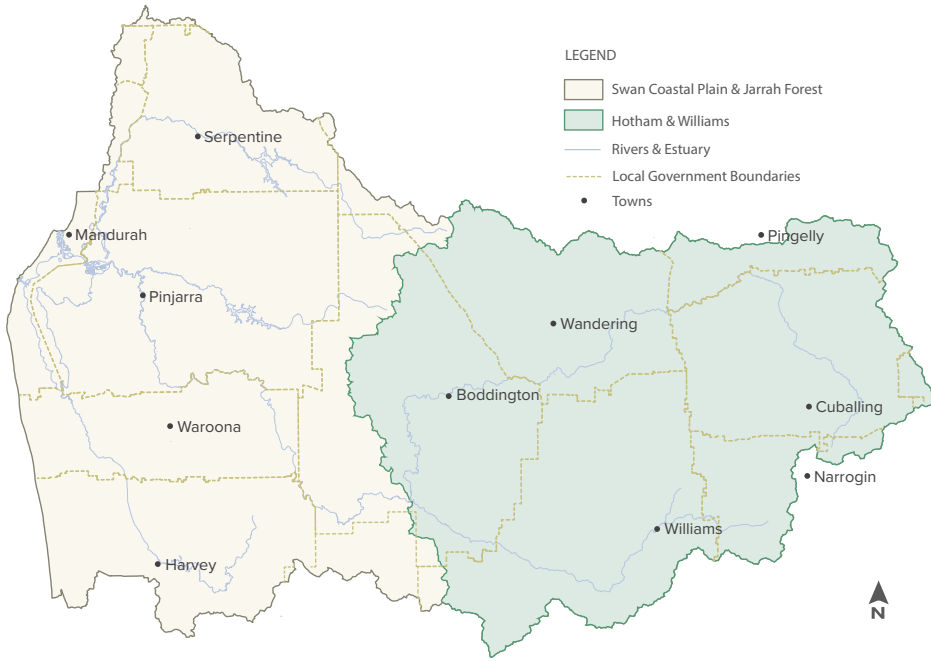 LEGEND
Swan Coastal Plain & Jarrah Forest
Hotham & Williams
Rivers & Estuary
Local Government Boundaries
Towns
Serpentine
Mandurah
Pingelly
Pinjarra
Wandering
Boddington
Cuballing
Waroona
Narrogin
Williams
Harvey
N